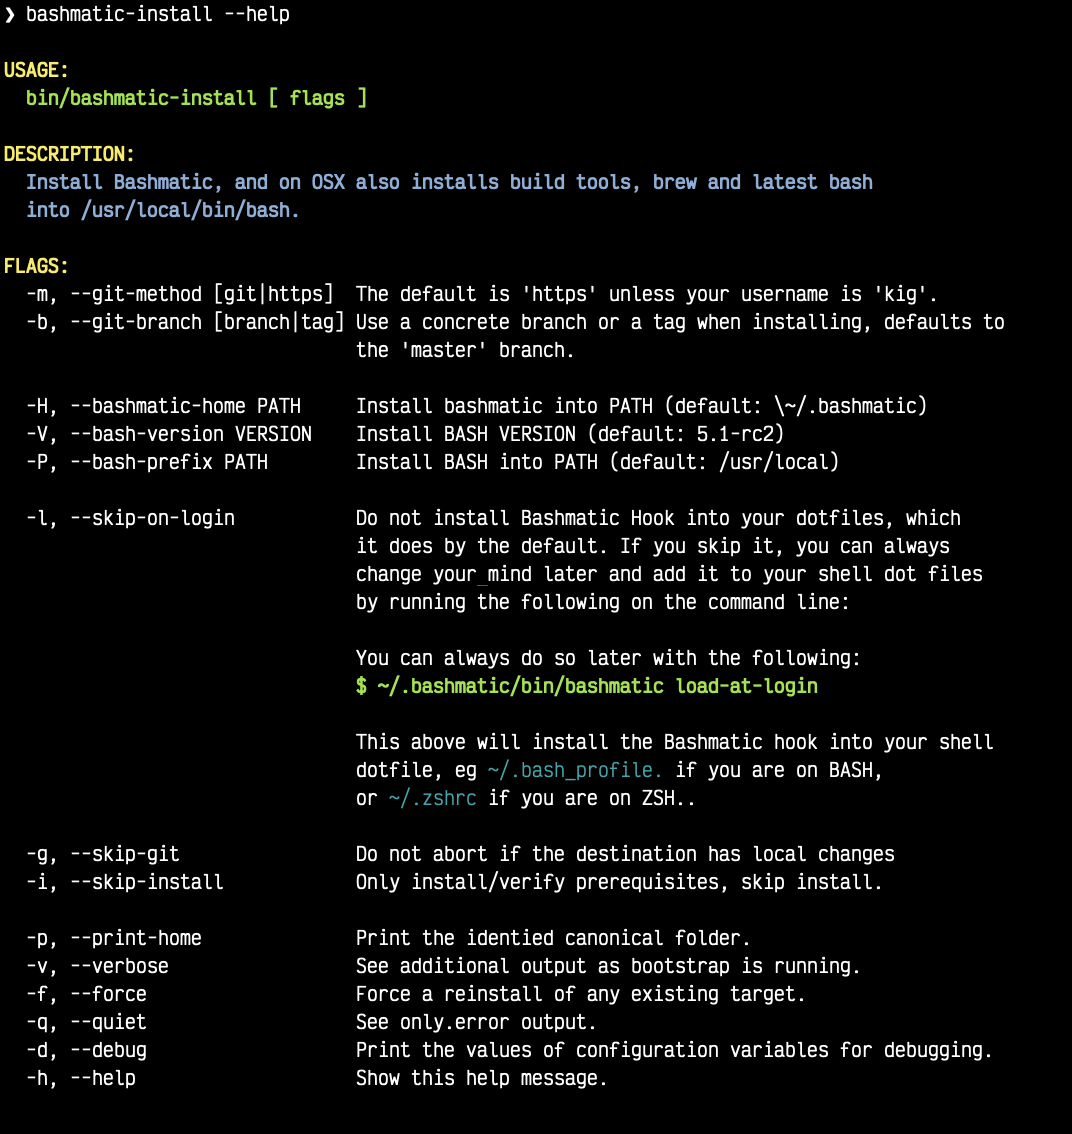 ❯ bashmatic-install --help
USAGE:
bin/bashmatic-install [ flags ]
DESCRIPTION:
Install Bashmatic, and on OSX also installs build tools, brew and latest bash
into /usr/local/bin/bash.
FLAGS:
-m, --git-method [git|https] The default is 'https' unless your username is 'kig'.
-b, --git-branch [branch|tag] Use a concrete branch or a tag when installing, defaults to
the 'master' branch.
-H, --bashmatic-home PATH Install bashmatic into PATH (default: \~/.bashmatic)
-V, --bash-version VERSION Install BASH VERSION (default: 5.1-rc2)
-P, --bash-prefix PATH Install BASH into PATH (default: /usr/local)
-l, --skip-on-login Do not install Bashmatic Hook into your dotfiles, which
it does by the default. If you skip it, you can always
change your_mind later and add it to your shell dot files
by running the following on the command line:
You can always do so later with the following:
$ ~/.bashmatic/bin/bashmatic load-at-login
This above will install the Bashmatic hook into your shell
dotfile, eg ~/.bash_profile. if you are on BASH,
or ~/.zshrc if you are on ZSH..
-g, --skip-git Do not abort if the destination has local changes
-i, --skip-install Only install/verify prerequisites, skip install.
-p, --print-home Print the identied canonical folder.
-v, --verbose See additional output as bootstrap is running.
-f, --force Force a reinstall of any existing target.
-q, --quiet See only.error output.
-d, --debug Print the values of configuration variables for debugging.
-h, --help Show this help message.